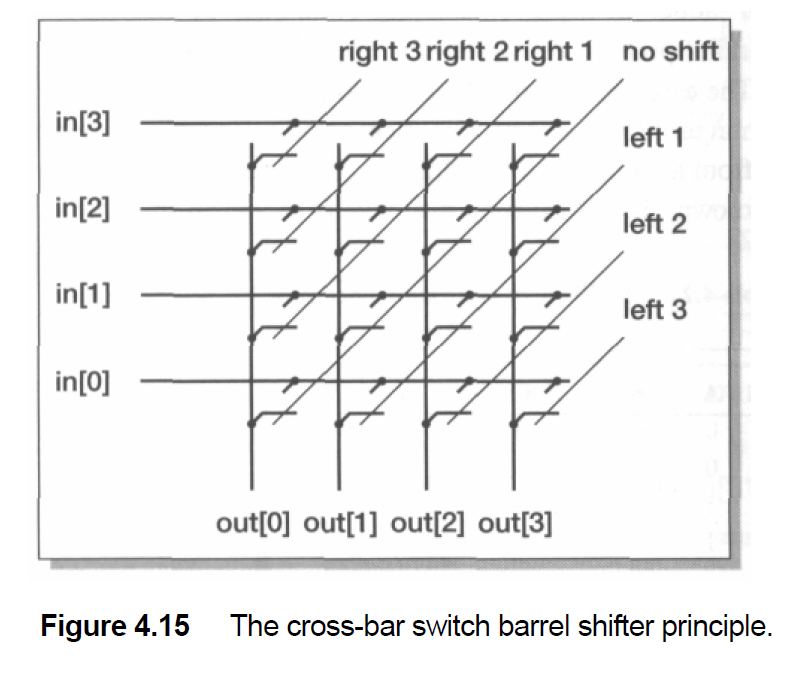 right 3 right 2 right 1 no shift
in[3]
left 1
in[2]
left 2
in[1]
left 3
in[0]
out[0] out[1] out[2] out[3]
Figure 4.15 The cross-bar switch barrel shifter principle.